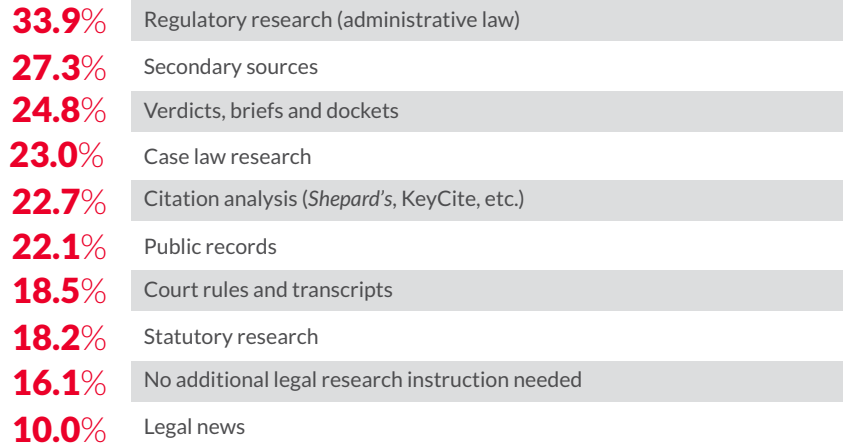 33.9% Regulatory research (administrative law)
27.3% Secondary sources
24.8% Verdicts, briefs and dockets
23.0% Case law research
22.7% Citation analysis (Shepard's, KeyCite, etc.)
22.1% Public records
18.5% Court rules and transcripts
18.2% Statutory research
16.1% No additional legal research instruction needed
10.0% Legal news